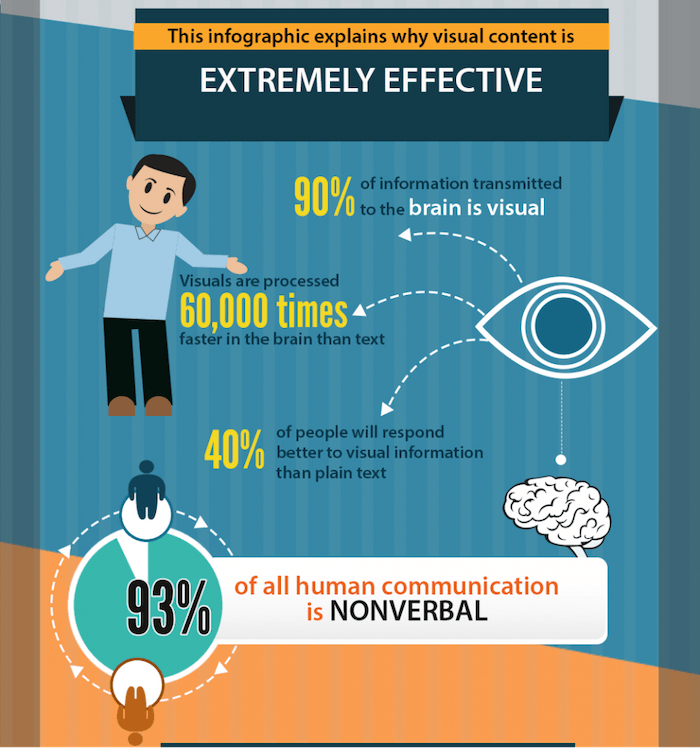 This infographic explains why visual content is
EXTREMELY EFFECTIVE
90% of information transmitted
to the brain is visual
Visuals are processed
60,000 times
faster in the brain than text
40% of people will respond
better to visual information
than plain text
93% of all human communication
is NONVERBAL